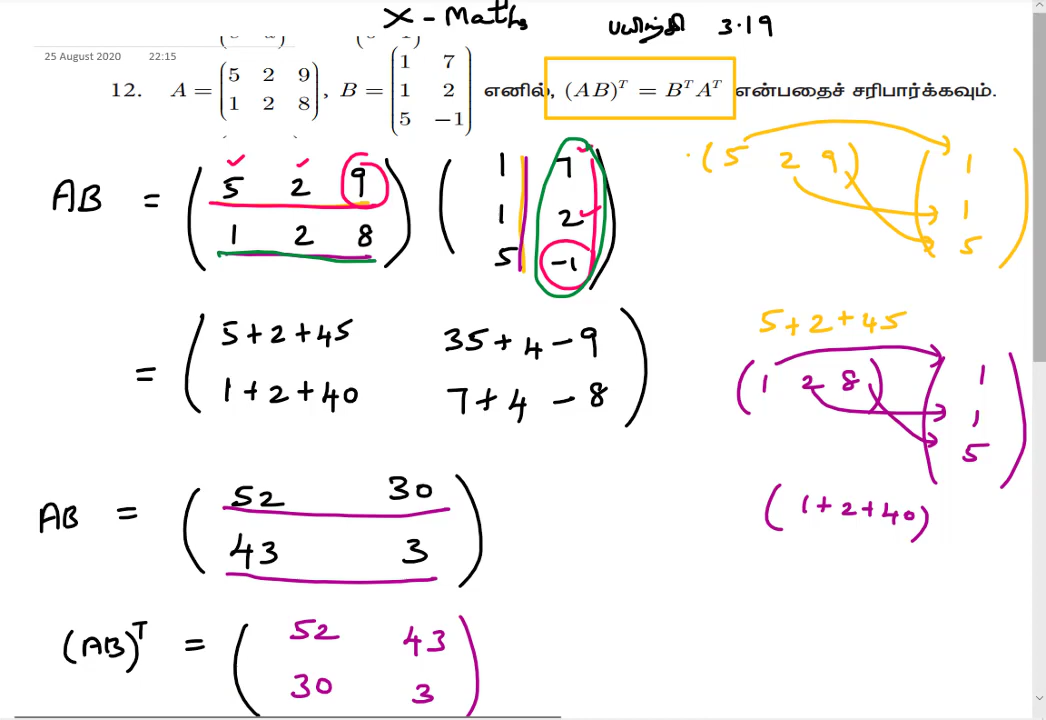 X - Maths பயிற்சி 3.19
25 August 2020 22:15
12. A = (5 2 9; 1 2 8), B = (1 7; 1 2; 5 −1) எனில், (AB)ᵀ = BᵀAᵀ என்பதைச் சரிபார்க்கவும்.
AB = (5 2 9; 1 2 8) (1 7; 1 2; 5 −1)
(5 2 9) (1; 1; 5)
5+2+45
= (5+2+45 35+4−9; 1+2+40 7+4−8)
(1 2 8) (1; 1; 5)
(1+2+40)
AB = (52 30; 43 3)
(AB)ᵀ = (52 43; 30 3)